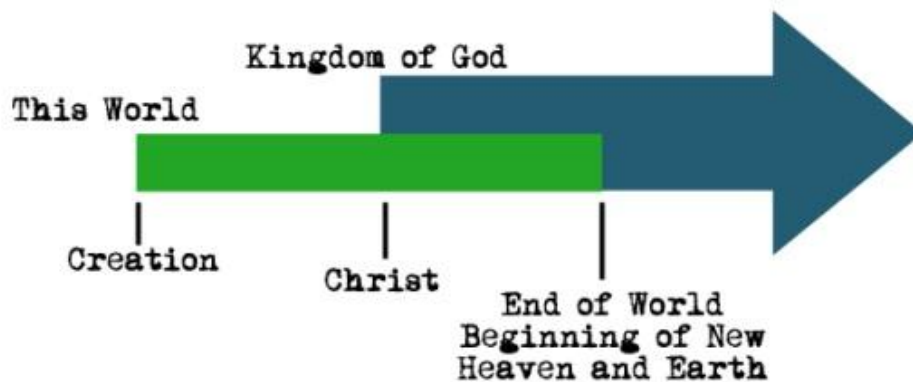 Kingdom of God
This World
Creation
Christ
End of World
Beginning of New
Heaven and Earth